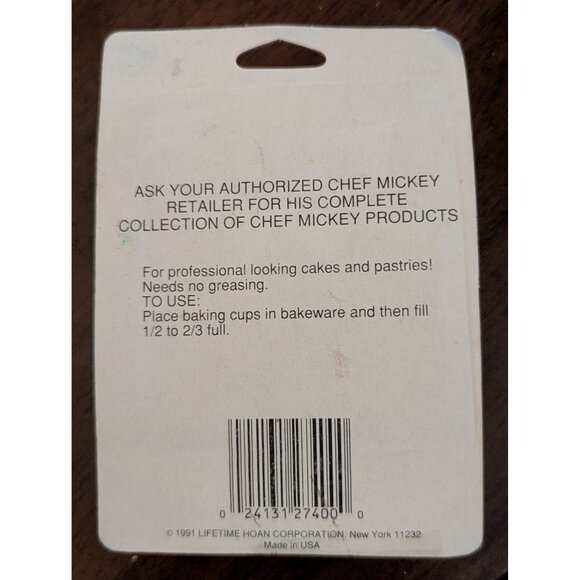 ASK YOUR AUTHORIZED CHEF MICKEY
RETAILER FOR HIS COMPLETE
COLLECTION OF CHEF MICKEY PRODUCTS
For professional looking cakes and pastries!
Needs no greasing.
TO USE:
Place baking cups in bakeware and then fill
1/2 to 2/3 full.
0 24131 27400 0
© 1991 LIFETIME HOAN CORPORATION, New York 11232
Made in USA